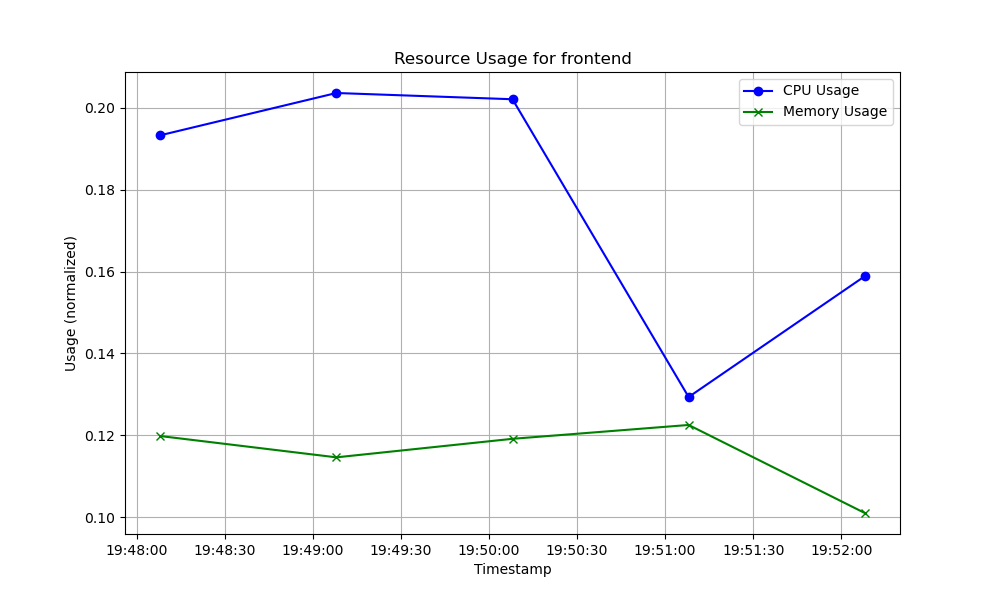 Resource Usage for frontend
CPU Usage
Memory Usage
Usage (normalized)
0.20
0.18
0.16
0.14
0.12
0.10
19:48:00 19:48:30 19:49:00 19:49:30 19:50:00 19:50:30 19:51:00 19:51:30 19:52:00
Timestamp